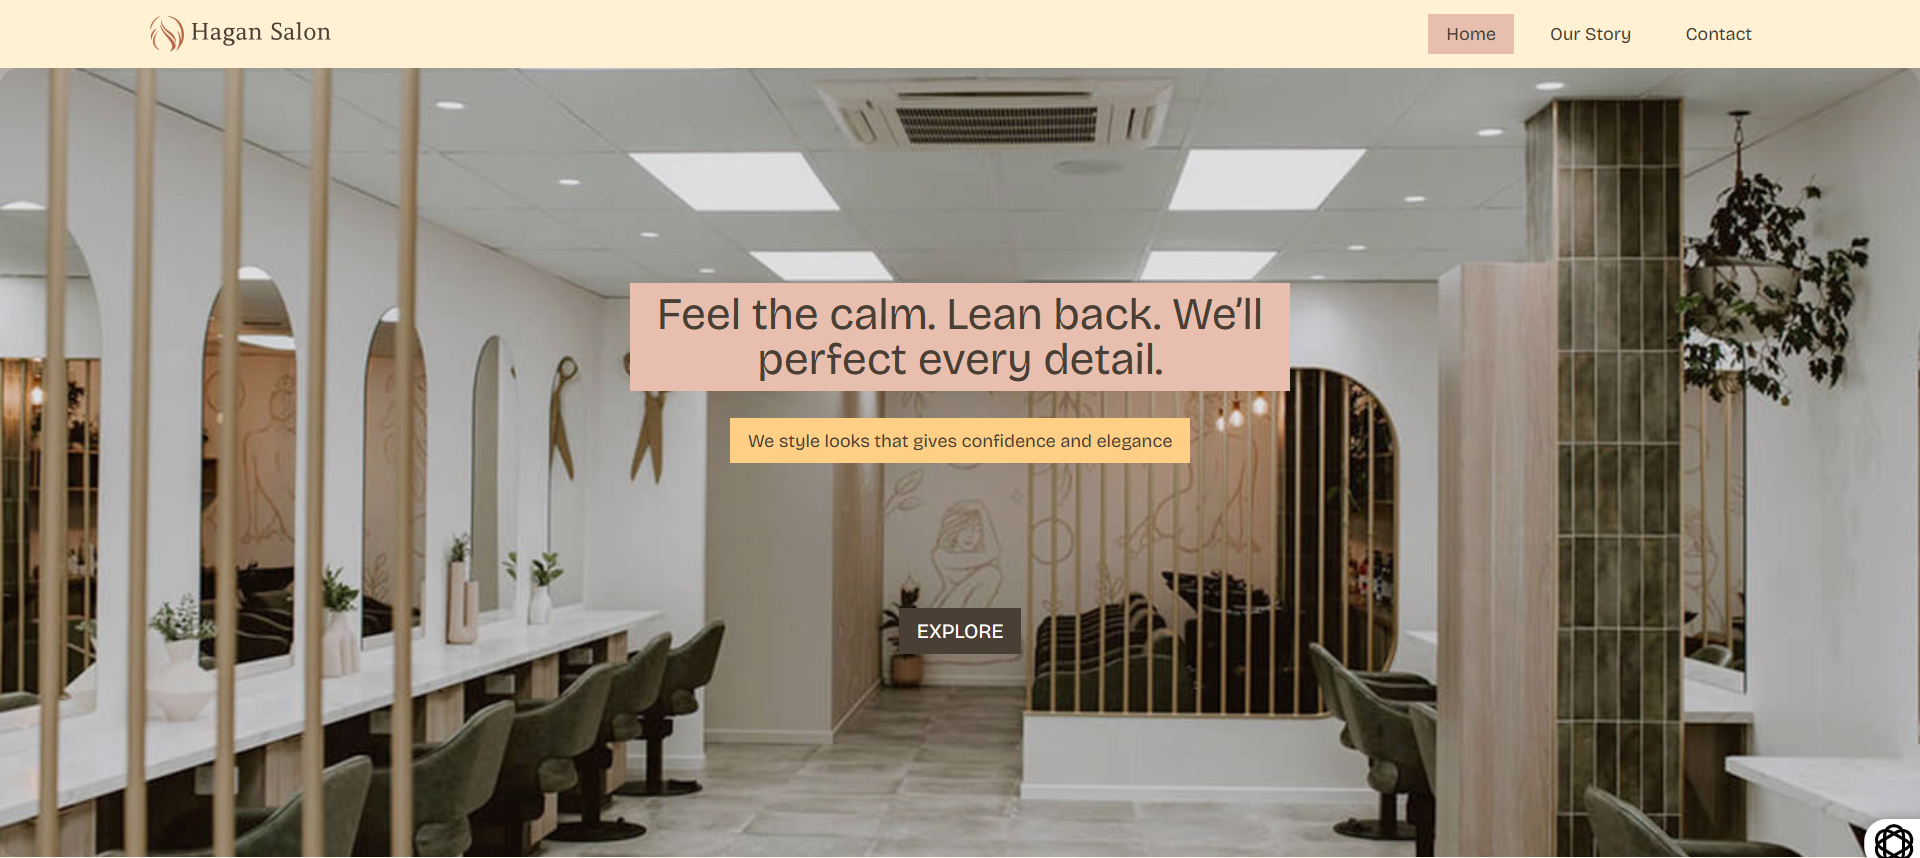 Hagan Salon
Home
Our Story
Contact
Feel the calm. Lean back. We’ll
perfect every detail.
We style looks that gives confidence and elegance
EXPLORE